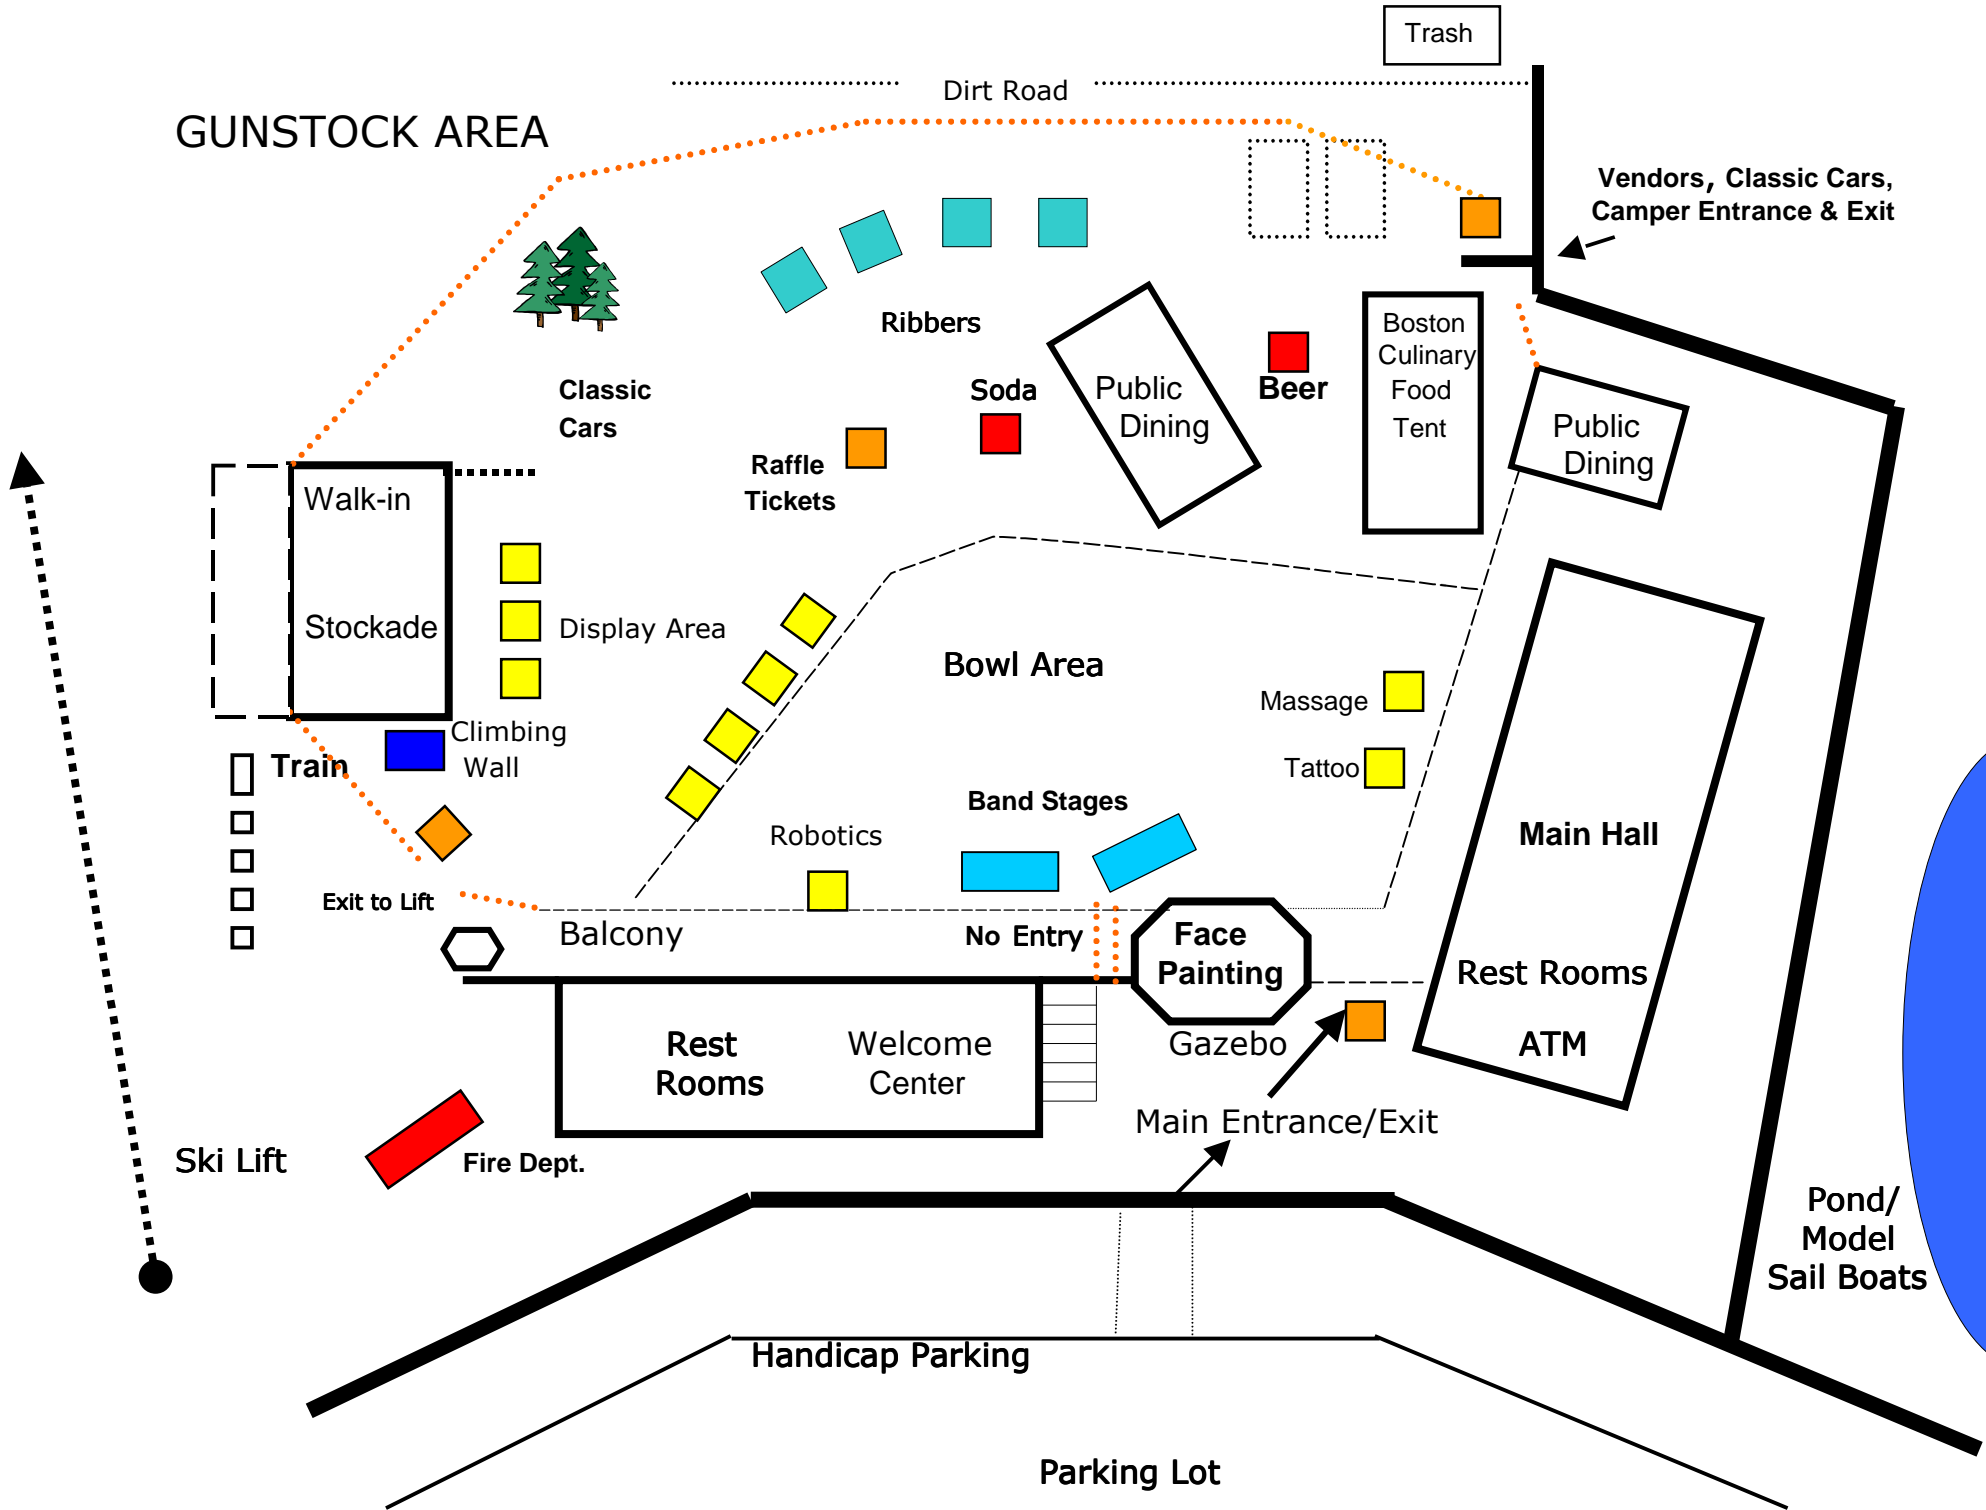 Trash
Dirt Road
GUNSTOCK AREA
Vendors, Classic Cars,
Camper Entrance & Exit
Ribbers
Boston
Culinary
Food
Tent
Classic
Cars
Soda
Public
Dining
Beer
Public
Dining
Raffle
Tickets
Walk-in
Stockade
Display Area
Bowl Area
Massage
Climbing
Wall
Train
Tattoo
Band Stages
Robotics
Main Hall
Exit to Lift
Balcony
No Entry
Face
Painting
Rest Rooms
ATM
Rest
Rooms
Welcome
Center
Gazebo
Main Entrance/Exit
Ski Lift
Fire Dept.
Pond/
Model
Sail Boats
Handicap Parking
Parking Lot